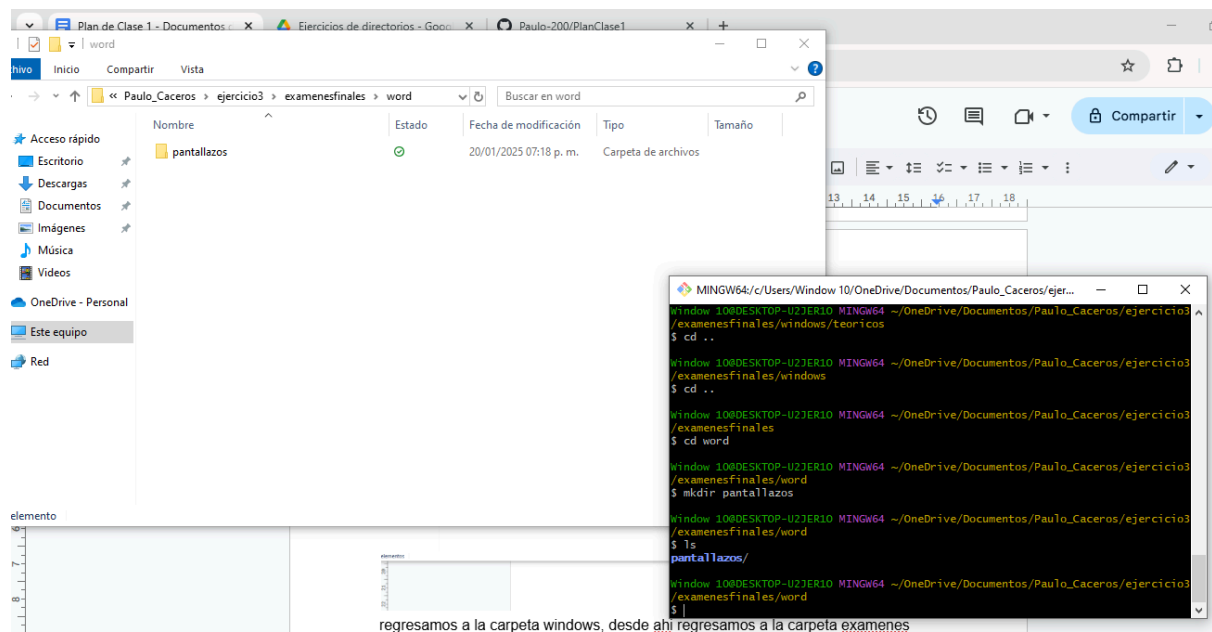 Plan de Clase 1 - Documentos
Ejercicios de directorios - Goog
Paulo-200/PlanClase1
word
Inicio Compartir Vista
« Paulo_Caceros > ejercicio3 > examenesfinales > word
Buscar en word
Nombre Estado Fecha de modificación Tipo Tamaño
pantallazos 20/01/2025 07:18 p. m. Carpeta de archivos
Acceso rápido
Escritorio
Descargas
Documentos
Imágenes
Música
Videos
OneDrive - Personal
Este equipo
Red
elemento
Compartir
13 14 15 16 17 18
MINGW64:/c/Users/Window 10/OneDrive/Documentos/Paulo_Caceros/ejer...
Window 10@DESKTOP-U2JER1O MINGW64 ~/OneDrive/Documentos/Paulo_Caceros/ejercicio3
/examenesfinales/windows/teoricos
$ cd ..
Window 10@DESKTOP-U2JER1O MINGW64 ~/OneDrive/Documentos/Paulo_Caceros/ejercicio3
/examenesfinales/windows
$ cd ..
Window 10@DESKTOP-U2JER1O MINGW64 ~/OneDrive/Documentos/Paulo_Caceros/ejercicio3
/examenesfinales
$ cd word
Window 10@DESKTOP-U2JER1O MINGW64 ~/OneDrive/Documentos/Paulo_Caceros/ejercicio3
/examenesfinales/word
$ mkdir pantallazos
Window 10@DESKTOP-U2JER1O MINGW64 ~/OneDrive/Documentos/Paulo_Caceros/ejercicio3
/examenesfinales/word
$ ls
pantallazos/
Window 10@DESKTOP-U2JER1O MINGW64 ~/OneDrive/Documentos/Paulo_Caceros/ejercicio3
/examenesfinales/word
$
regresamos a la carpeta windows, desde ahi regresamos a la carpeta examenes